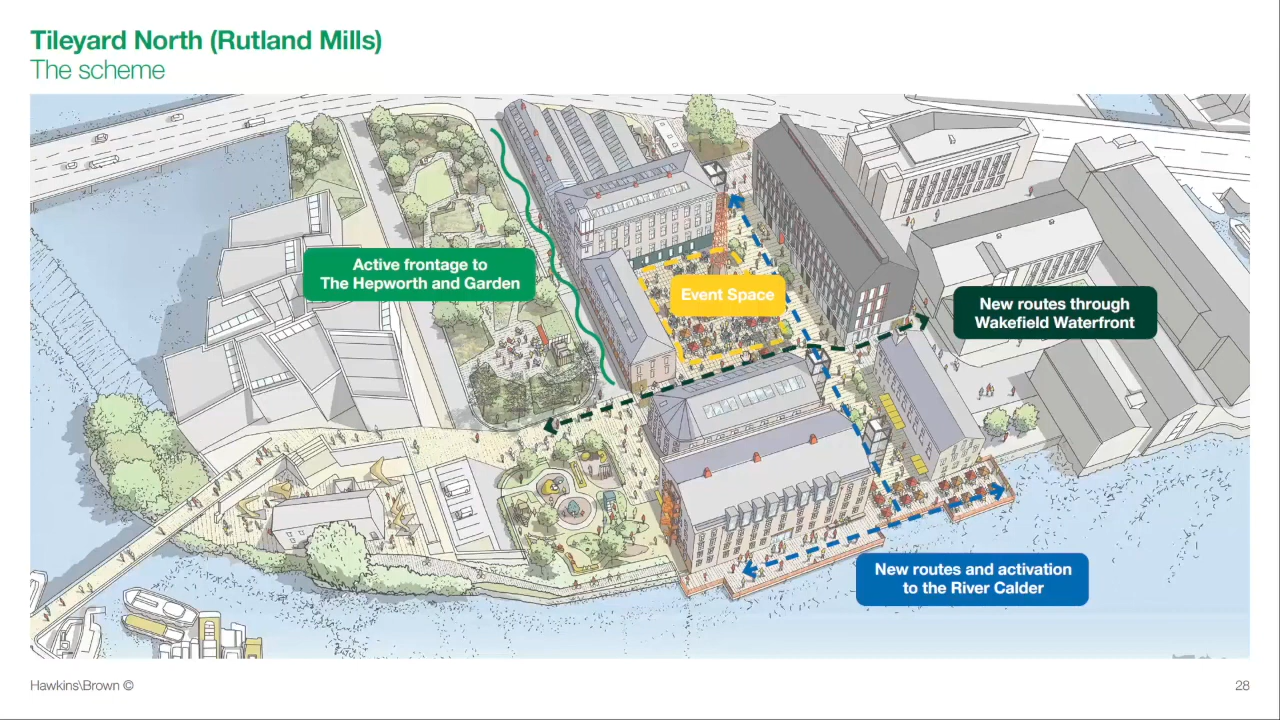 Tileyard North (Rutland Mills)
The scheme
Active frontage to
The Hepworth and Garden
Event Space
New routes through
Wakefield Waterfront
New routes and activation
to the River Calder
Hawkins\Brown ©
28